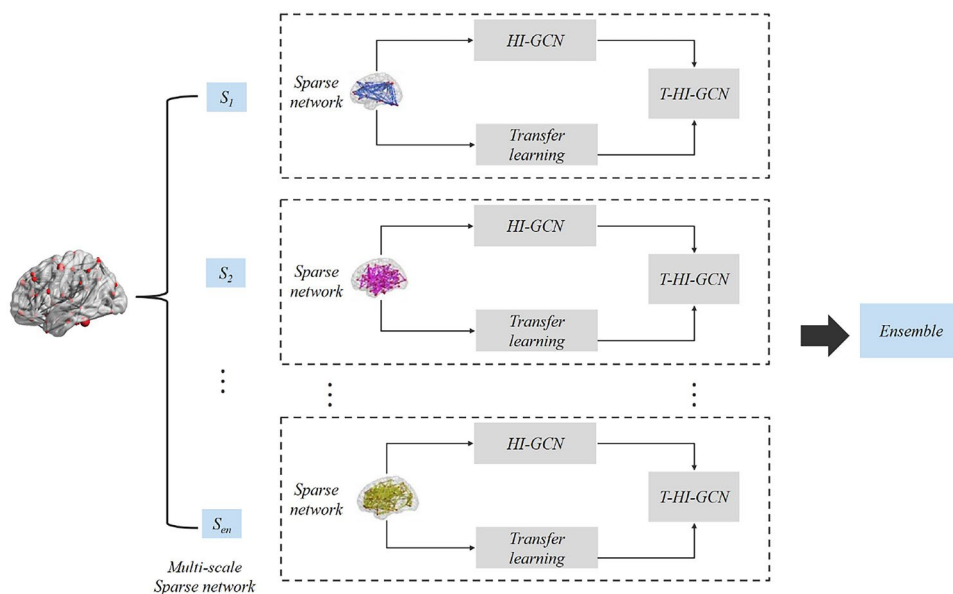 HI-GCN
Sparse
network
S1
T-HI-GCN
Transfer
learning
HI-GCN
Sparse
network
S2
T-HI-GCN
Transfer
learning
Ensemble
HI-GCN
Sparse
network
T-HI-GCN
Sen
Transfer
learning
Multi-scale
Sparse network